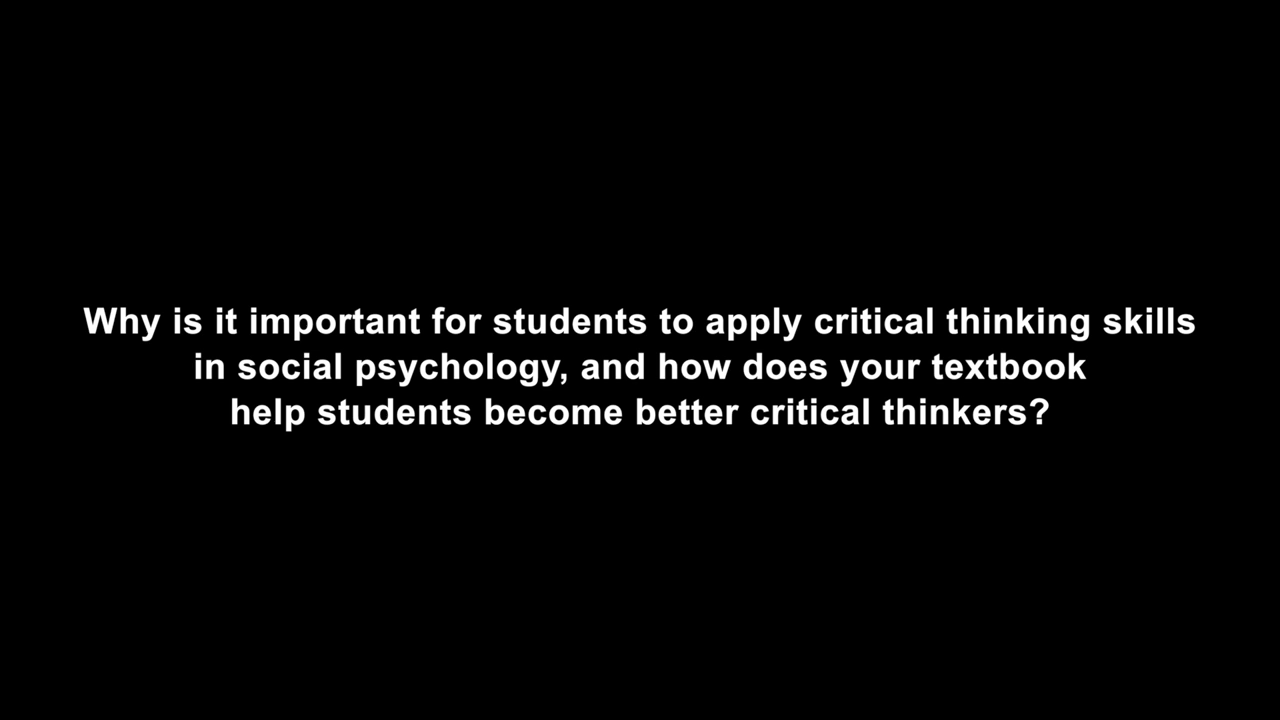 Why is it important for students to apply critical thinking skills
in social psychology, and how does your textbook
help students become better critical thinkers?